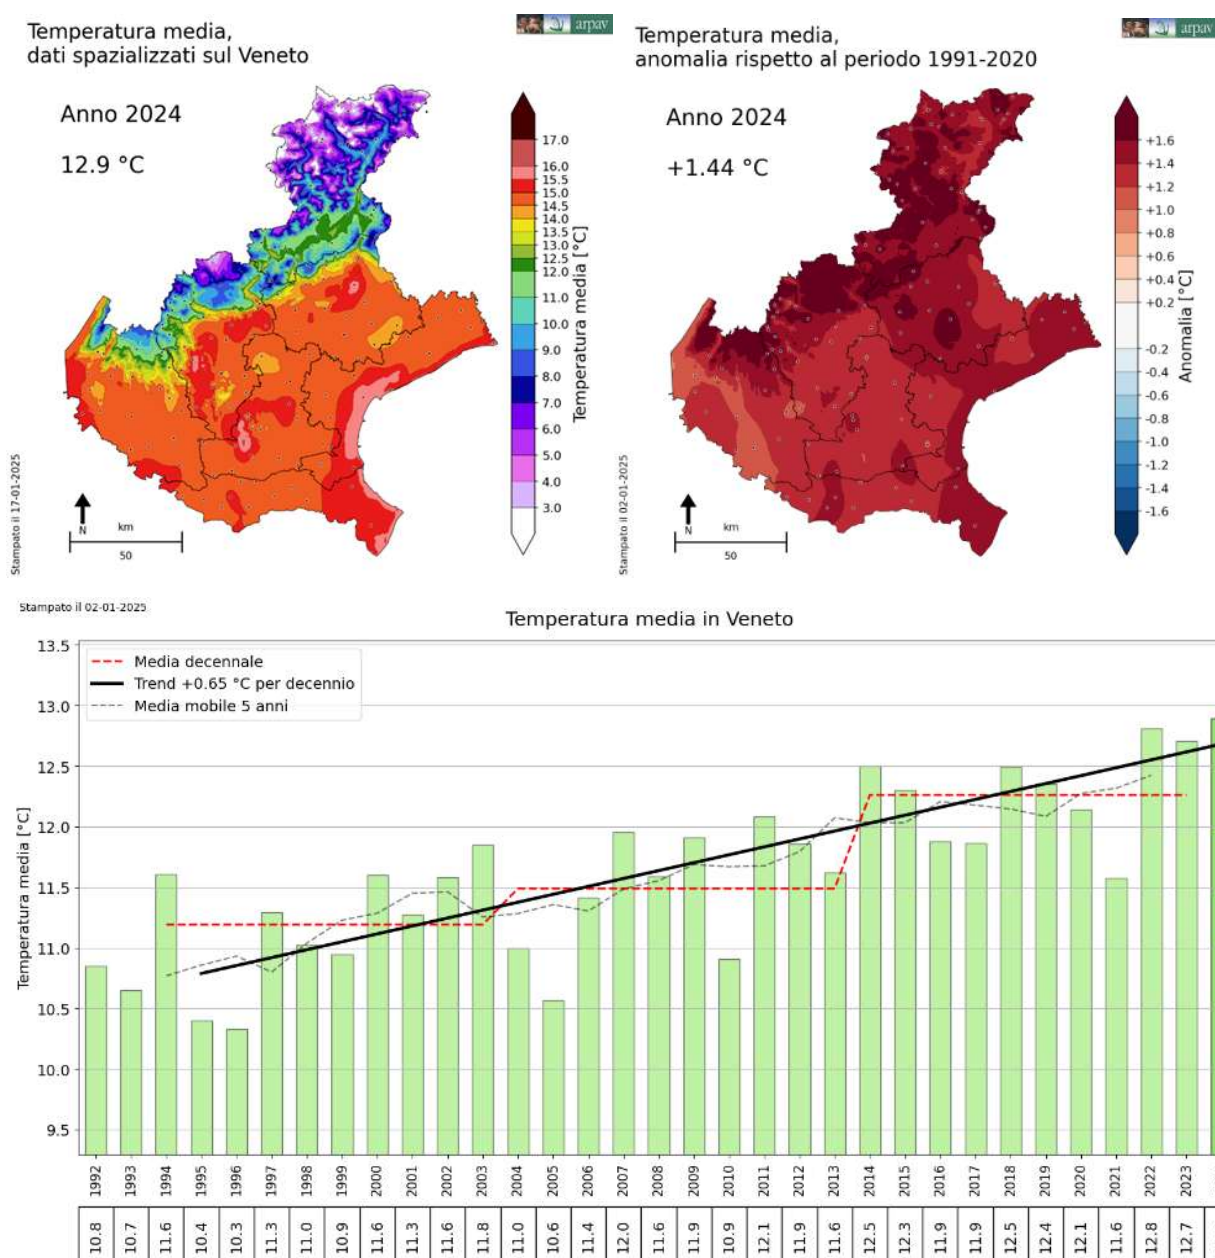 Temperatura media,
dati spazializzati sul Veneto
arpav
Anno 2024
12.9 °C
17.0
16.0
15.5
15.0
14.5
14.0
13.5
13.0
12.5
12.0
11.0
10.0
9.0
8.0
7.0
6.0
5.0
4.0
3.0
Temperatura media [°C]
N
km
50
Stampato il 17-01-2025
Temperatura media,
anomalia rispetto al periodo 1991-2020
arpav
Anno 2024
+1.44 °C
+1.6
+1.4
+1.2
+1.0
+0.8
+0.6
+0.4
+0.2
-0.2
-0.4
-0.6
-0.8
-1.0
-1.2
-1.4
-1.6
Anomalia [°C]
N
km
50
Stampato il 02-01-2025
Stampato il 02-01-2025
Temperatura media in Veneto
Media decennale
Trend +0.65 °C per decennio
Media mobile 5 anni
Temperatura media [°C]
13.5
13.0
12.5
12.0
11.5
11.0
10.5
10.0
9.5
1992 1993 1994 1995 1996 1997 1998 1999 2000 2001 2002 2003 2004 2005 2006 2007 2008 2009 2010 2011 2012 2013 2014 2015 2016 2017 2018 2019 2020 2021 2022 2023
10.8 10.7 11.6 10.4 10.3 11.3 11.0 10.9 11.6 11.3 11.6 11.8 11.0 10.6 11.4 12.0 11.6 11.9 10.9 12.1 11.9 11.6 12.5 12.3 11.9 11.9 12.5 12.4 12.1 11.6 12.8 12.7